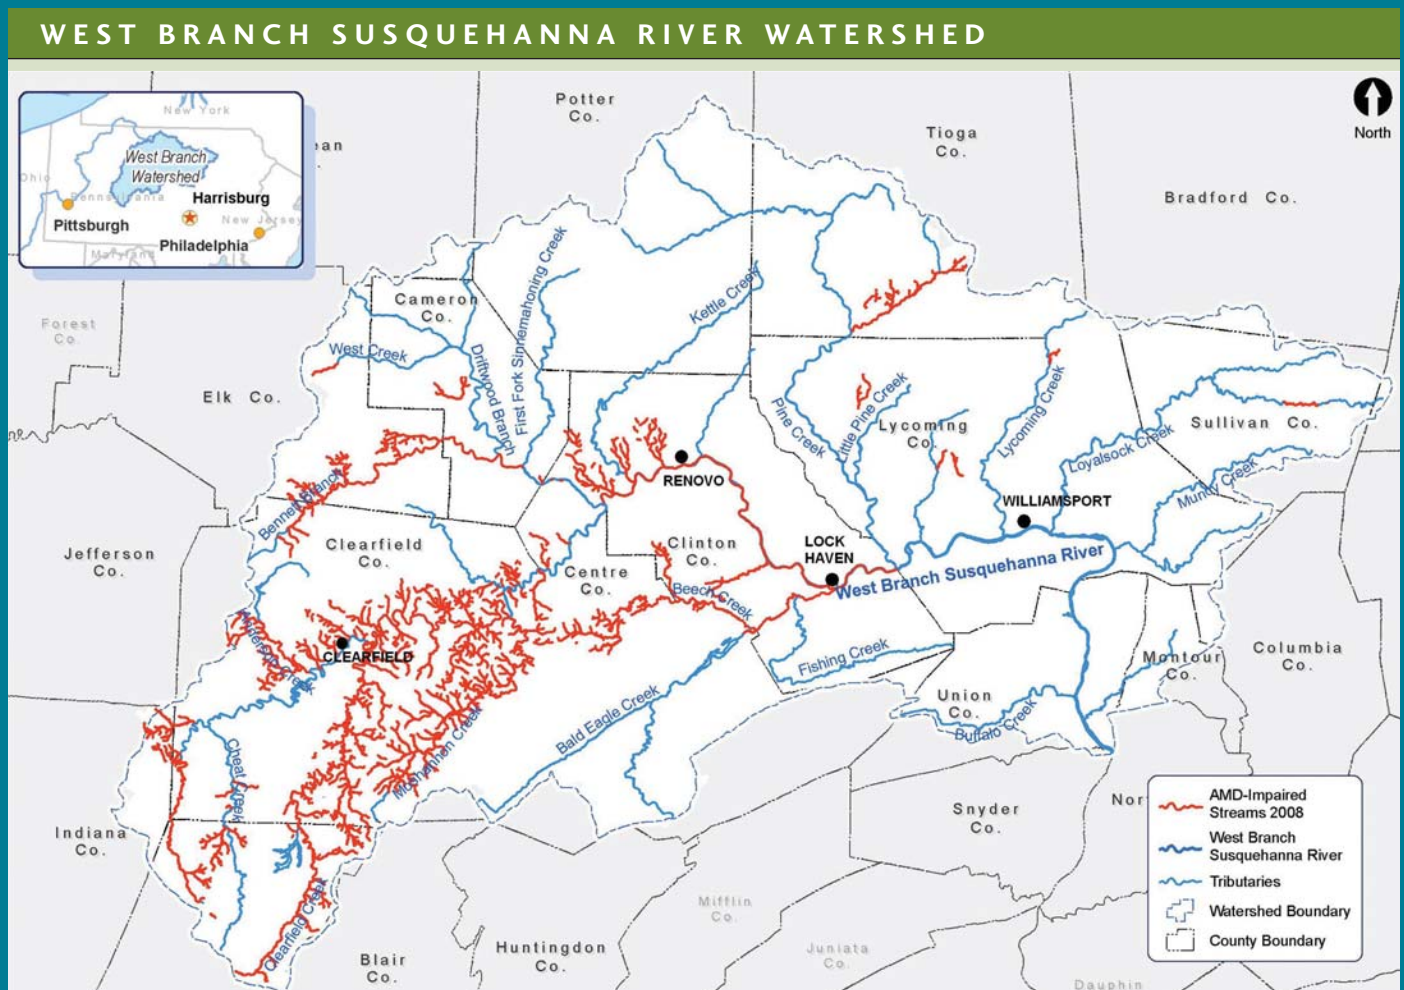 WEST BRANCH SUSQUEHANNA RIVER WATERSHED
New York
West Branch
Watershed
Ohio
Pennsylvania
Harrisburg
Pittsburgh
New Jersey
Philadelphia
Maryland
Potter
Co.
Tioga
Co.
North
Bradford Co.
ean
Cameron
Co.
Forest
Co.
West Creek
Driftwood Branch
First Fork Sinnemahoning Creek
Kettle Creek
Elk Co.
Pine Creek
Little Pine Creek
Lycoming
Co.
Lycoming Creek
Loyalsock Creek
Sullivan Co.
Muncy Creek
RENOVO
WILLIAMSPORT
Jefferson
Co.
Clearfield
Co.
Centre
Co.
Clinton
Co.
LOCK
HAVEN
West Branch Susquehanna River
Beech Creek
Anderson Creek
CLEARFIELD
Fishing Creek
Montour
Co.
Columbia
Co.
Union
Co.
Buffalo Creek
Bald Eagle Creek
Moshannon Creek
Indiana
Co.
Clearfield Creek
Snyder
Co.
Nor
Mifflin
Co.
Huntingdon
Co.
Juniata
Co.
Blair
Co.
Dauphin
AMD-Impaired
Streams 2008
West Branch
Susquehanna River
Tributaries
Watershed Boundary
County Boundary